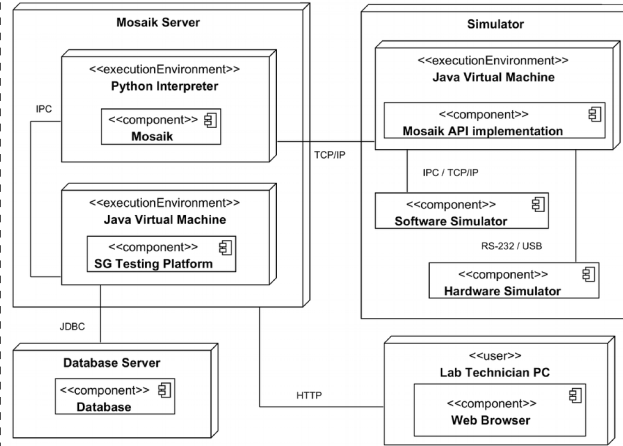 Mosaik Server
<<executionEnvironment>>
Python Interpreter
<<component>>
Mosaik
IPC
<<executionEnvironment>>
Java Virtual Machine
<<component>>
SG Testing Platform
TCP/IP
Simulator
<<executionEnvironment>>
Java Virtual Machine
<<component>>
Mosaik API implementation
IPC / TCP/IP
<<component>>
Software Simulator
RS-232 / USB
<<component>>
Hardware Simulator
JDBC
Database Server
<<component>>
Database
HTTP
<<user>>
Lab Technician PC
<<component>>
Web Browser